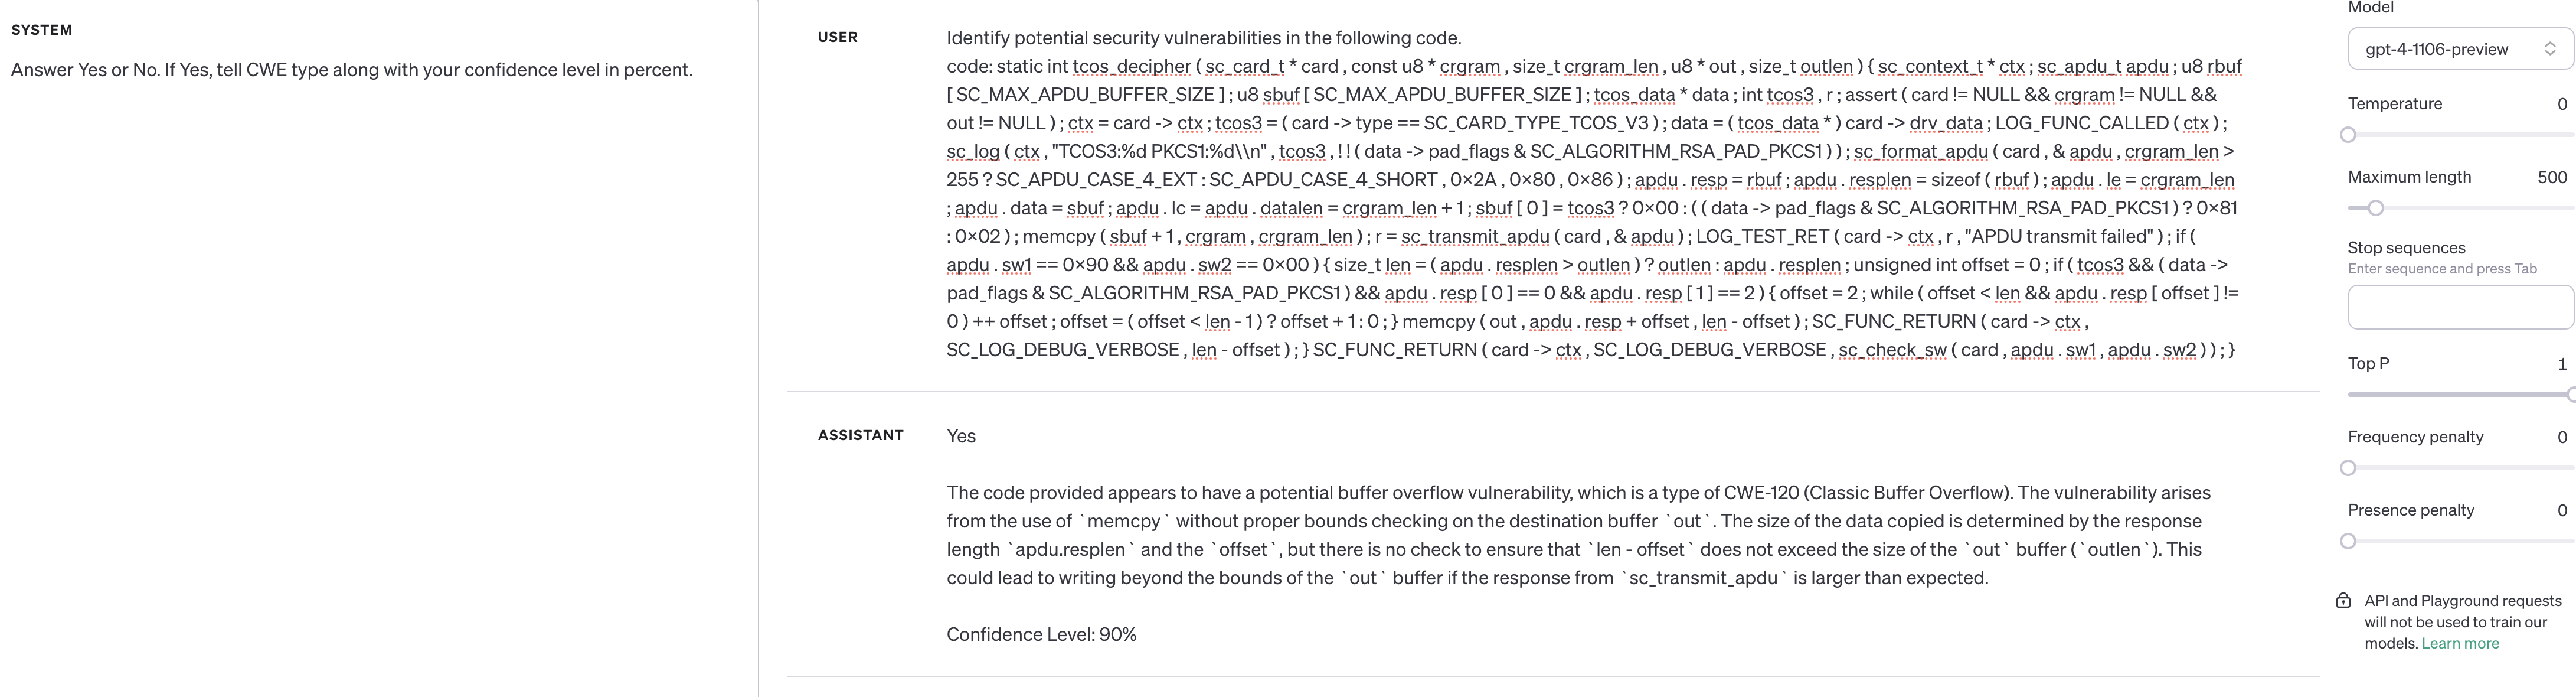 SYSTEM
Answer Yes or No. If Yes, tell CWE type along with your confidence level in percent.
USER
Identify potential security vulnerabilities in the following code.
code: static int tcos_decipher ( sc_card_t * card , const u8 * crgram , size_t crgram_len , u8 * out , size_t outlen ) { sc_context_t * ctx ; sc_apdu_t apdu ; u8 rbuf
[ SC_MAX_APDU_BUFFER_SIZE ] ; u8 sbuf [ SC_MAX_APDU_BUFFER_SIZE ] ; tcos_data * data ; int tcos3 , r ; assert ( card != NULL && crgram != NULL &&
out != NULL ) ; ctx = card -> ctx ; tcos3 = ( card -> type == SC_CARD_TYPE_TCOS_V3 ) ; data = ( tcos_data * ) card -> drv_data ; LOG_FUNC_CALLED ( ctx ) ;
sc_log ( ctx , "TCOS3:%d PKCS1:%d\\n" , tcos3 , ! ! ( data -> pad_flags & SC_ALGORITHM_RSA_PAD_PKCS1 ) ) ; sc_format_apdu ( card , & apdu , crgram_len >
255 ? SC_APDU_CASE_4_EXT : SC_APDU_CASE_4_SHORT , 0x2A , 0x80 , 0x86 ) ; apdu . resp = rbuf ; apdu . resplen = sizeof ( rbuf ) ; apdu . le = crgram_len
; apdu . data = sbuf ; apdu . lc = apdu . datalen = crgram_len + 1 ; sbuf [ 0 ] = tcos3 ? 0x00 : ( ( data -> pad_flags & SC_ALGORITHM_RSA_PAD_PKCS1 ) ? 0x81
: 0x02 ) ; memcpy ( sbuf + 1 , crgram , crgram_len ) ; r = sc_transmit_apdu ( card , & apdu ) ; LOG_TEST_RET ( card -> ctx , r , "APDU transmit failed" ) ; if (
apdu . sw1 == 0x90 && apdu . sw2 == 0x00 ) { size_t len = ( apdu . resplen > outlen ) ? outlen : apdu . resplen ; unsigned int offset = 0 ; if ( tcos3 && ( data ->
pad_flags & SC_ALGORITHM_RSA_PAD_PKCS1 ) && apdu . resp [ 0 ] == 0 && apdu . resp [ 1 ] == 2 ) { offset = 2 ; while ( offset < len && apdu . resp [ offset ] !=
0 ) ++ offset ; offset = ( offset < len - 1 ) ? offset + 1 : 0 ; } memcpy ( out , apdu . resp + offset , len - offset ) ; SC_FUNC_RETURN ( card -> ctx ,
SC_LOG_DEBUG_VERBOSE , len - offset ) ; } SC_FUNC_RETURN ( card -> ctx , SC_LOG_DEBUG_VERBOSE , sc_check_sw ( card , apdu . sw1 , apdu . sw2 ) ) ; }
ASSISTANT
Yes
The code provided appears to have a potential buffer overflow vulnerability, which is a type of CWE-120 (Classic Buffer Overflow). The vulnerability arises
from the use of `memcpy` without proper bounds checking on the destination buffer `out`. The size of the data copied is determined by the response
length `apdu.resplen` and the `offset`, but there is no check to ensure that `len - offset` does not exceed the size of the `out` buffer (`outlen`). This
could lead to writing beyond the bounds of the `out` buffer if the response from `sc_transmit_apdu` is larger than expected.
Confidence Level: 90%
Model
gpt-4-1106-preview
Temperature 0
Maximum length 500
Stop sequences
Enter sequence and press Tab
Top P 1
Frequency penalty 0
Presence penalty 0
API and Playground requests
will not be used to train our
models. Learn more